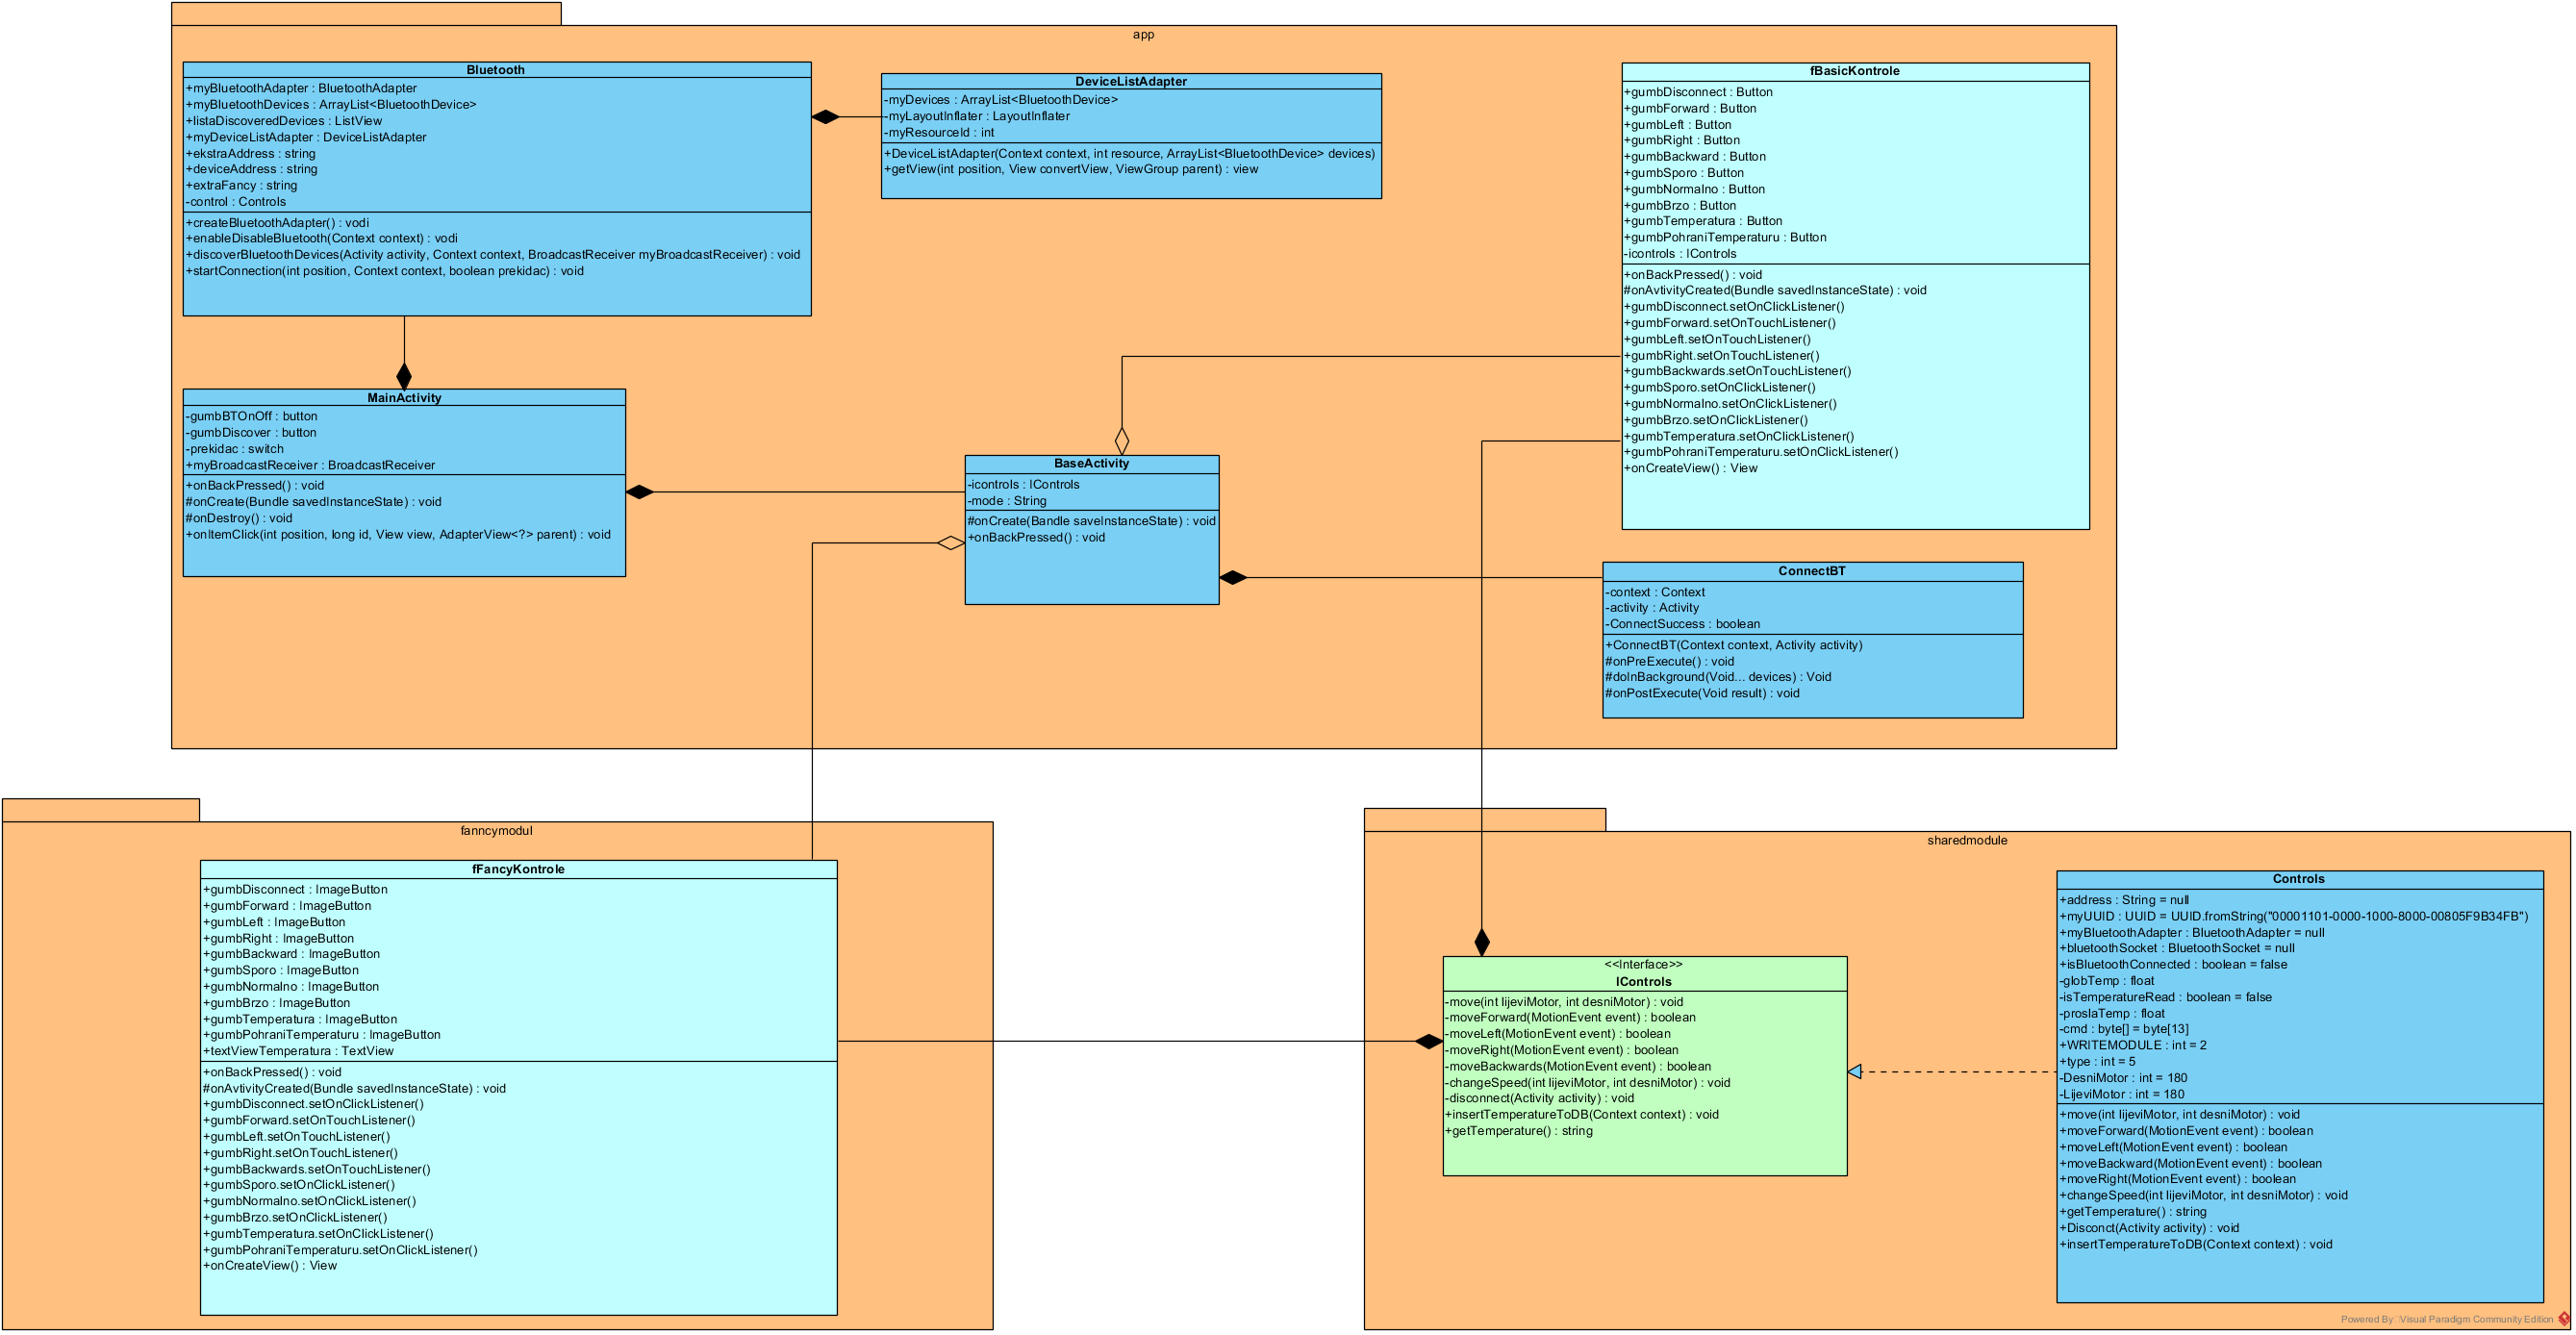 app
Bluetooth
+myBluetoothAdapter : BluetoothAdapter
+myBluetoothDevices : ArrayList<BluetoothDevice>
+listaDiscoveredDevices : ListView
+myDeviceListAdapter : DeviceListAdapter
+ekstraAddress : string
+deviceAddress : string
+extraFancy : string
-control : Controls
+createBluetoothAdapter() : vodi
+enableDisableBluetooth(Context context) : vodi
+discoverBluetoothDevices(Activity activity, Context context, BroadcastReceiver myBroadcastReceiver) : void
+startConnection(int position, Context context, boolean prekidac) : void
DeviceListAdapter
-myDevices : ArrayList<BluetoothDevice>
-myLayoutInflater : LayoutInflater
-myResourceId : int
+DeviceListAdapter(Context context, int resource, ArrayList<BluetoothDevice> devices)
+getView(int position, View convertView, ViewGroup parent) : view
fBasicKontrole
+gumbDisconnect : Button
+gumbForward : Button
+gumbLeft : Button
+gumbRight : Button
+gumbBackward : Button
+gumbSporo : Button
+gumbNormalno : Button
+gumbBrzo : Button
+gumbTemperatura : Button
+gumbPohraniTemperaturu : Button
-icontrols : IControls
+onBackPressed() : void
#onAvtivityCreated(Bundle savedInstanceState) : void
+gumbDisconnect.setOnClickListener()
+gumbForward.setOnTouchListener()
+gumbLeft.setOnTouchListener()
+gumbRight.setOnTouchListener()
+gumbBackwards.setOnTouchListener()
+gumbSporo.setOnClickListener()
+gumbNormalno.setOnClickListener()
+gumbBrzo.setOnClickListener()
+gumbTemperatura.setOnClickListener()
+gumbPohraniTemperaturu.setOnClickListener()
+onCreateView() : View
MainActivity
-gumbBTOnOff : button
-gumbDiscover : button
-prekidac : switch
+myBroadcastReceiver : BroadcastReceiver
+onBackPressed() : void
#onCreate(Bundle savedInstanceState) : void
#onDestroy() : void
+onItemClick(int position, long id, View view, AdapterView<?> parent) : void
BaseActivity
-icontrols : IControls
-mode : String
#onCreate(Bandle saveInstanceState) : void
+onBackPressed() : void
ConnectBT
-context : Context
-activity : Activity
-ConnectSuccess : boolean
+ConnectBT(Context context, Activity activity)
#onPreExecute() : void
#doInBackground(Void... devices) : Void
#onPostExecute(Void result) : void
fanncymodul
fFancyKontrole
+gumbDisconnect : ImageButton
+gumbForward : ImageButton
+gumbLeft : ImageButton
+gumbRight : ImageButton
+gumbBackward : ImageButton
+gumbSporo : ImageButton
+gumbNormalno : ImageButton
+gumbBrzo : ImageButton
+gumbTemperatura : ImageButton
+gumbPohraniTemperaturu : ImageButton
+textViewTemperatura : TextView
+onBackPressed() : void
#onAvtivityCreated(Bundle savedInstanceState) : void
+gumbDisconnect.setOnClickListener()
+gumbForward.setOnTouchListener()
+gumbLeft.setOnTouchListener()
+gumbRight.setOnTouchListener()
+gumbBackwards.setOnTouchListener()
+gumbSporo.setOnClickListener()
+gumbNormalno.setOnClickListener()
+gumbBrzo.setOnClickListener()
+gumbTemperatura.setOnClickListener()
+gumbPohraniTemperaturu.setOnClickListener()
+onCreateView() : View
sharedmodule
<<Interface>>
IControls
-move(int lijeviMotor, int desniMotor) : void
-moveForward(MotionEvent event) : boolean
-moveLeft(MotionEvent event) : boolean
-moveRight(MotionEvent event) : boolean
-moveBackwards(MotionEvent event) : boolean
-changeSpeed(int lijeviMotor, int desniMotor) : void
-disconnect(Activity activity) : void
+insertTemperatureToDB(Context context) : void
+getTemperature() : string
Controls
+address : String = null
+myUUID : UUID = UUID.fromString("00001101-0000-1000-8000-00805F9B34FB")
+myBluetoothAdapter : BluetoothAdapter = null
+bluetoothSocket : BluetoothSocket = null
+isBluetoothConnected : boolean = false
-globTemp : float
-isTemperatureRead : boolean = false
-proslaTemp : float
-cmd : byte[] = byte[13]
+WRITEMODULE : int = 2
+type : int = 5
-DesniMotor : int = 180
-LijeviMotor : int = 180
+move(int lijeviMotor, int desniMotor) : void
+moveForward(MotionEvent event) : boolean
+moveLeft(MotionEvent event) : boolean
+moveBackward(MotionEvent event) : boolean
+moveRight(MotionEvent event) : boolean
+changeSpeed(int lijeviMotor, int desniMotor) : void
+getTemperature() : string
+Disconct(Activity activity) : void
+insertTemperatureToDB(Context context) : void
Powered By Visual Paradigm Community Edition